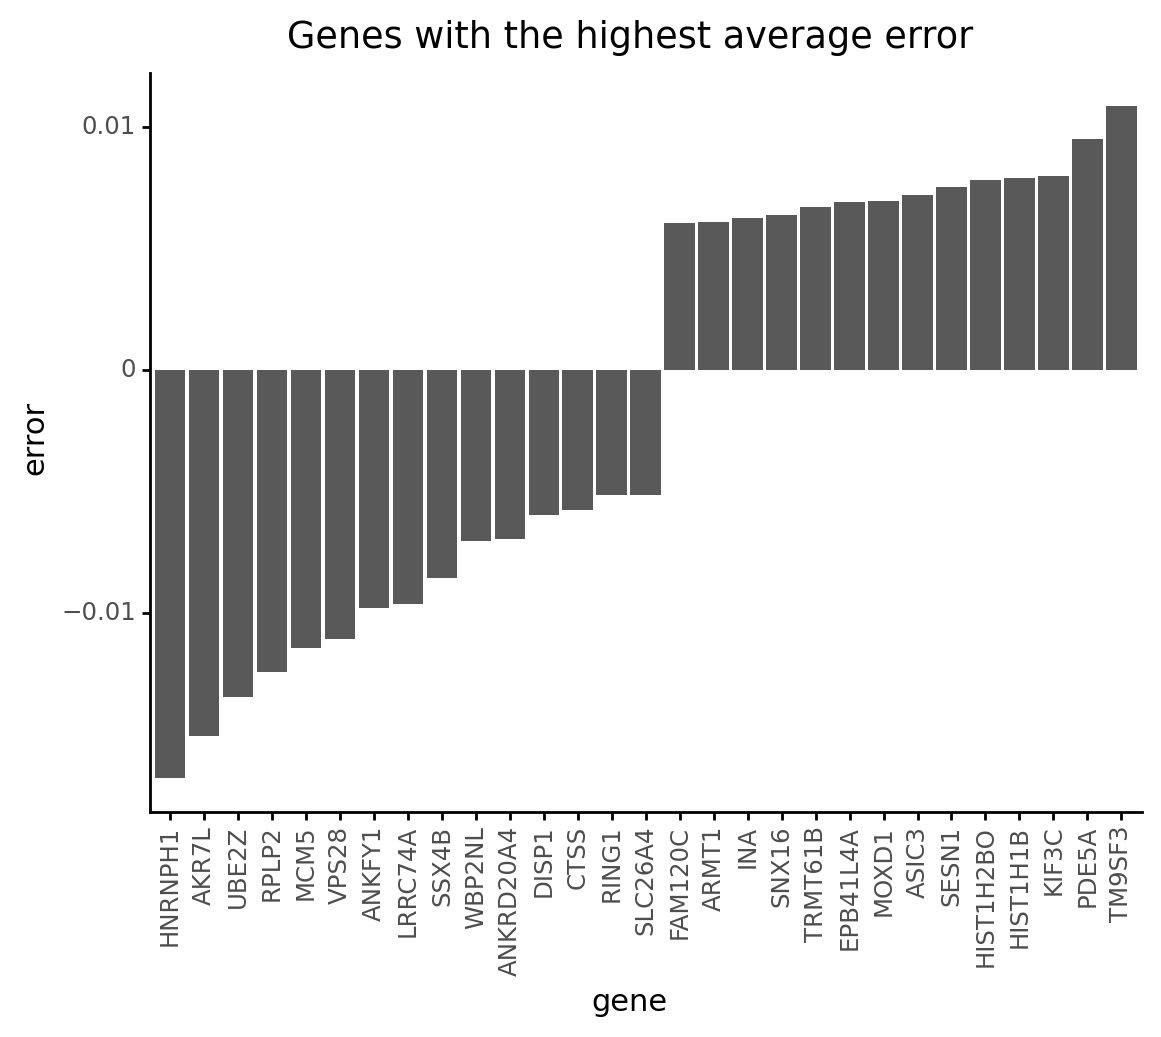 Genes with the highest average error
0.01
0
−0.01
error
HNRNPH1
AKR7L
UBE2Z
RPLP2
MCM5
VPS28
ANKFY1
LRRC74A
SSX4B
WBP2NL
ANKRD20A4
DISP1
CTSS
RING1
SLC26A4
FAM120C
ARMT1
INA
SNX16
TRMT61B
EPB41L4A
MOXD1
ASIC3
SESN1
HIST1H2BO
HIST1H1B
KIF3C
PDE5A
TM9SF3
gene